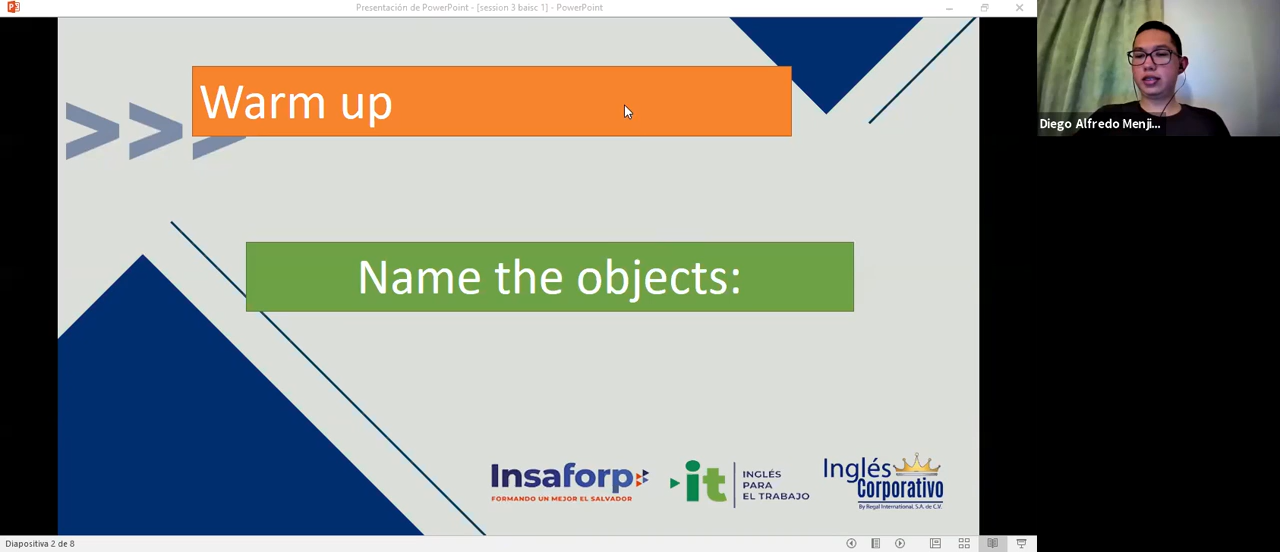 Presentación de PowerPoint - [session 3 baisc 1] - PowerPoint
Warm up
Diego Alfredo Menji...
Name the objects:
Insaforp
FORMANDO UN MEJOR EL SALVADOR
it
INGLÉS
PARA
EL TRABAJO
Inglés
Corporativo
By Regal International, S.A. de C.V.
Diapositiva 2 de 8